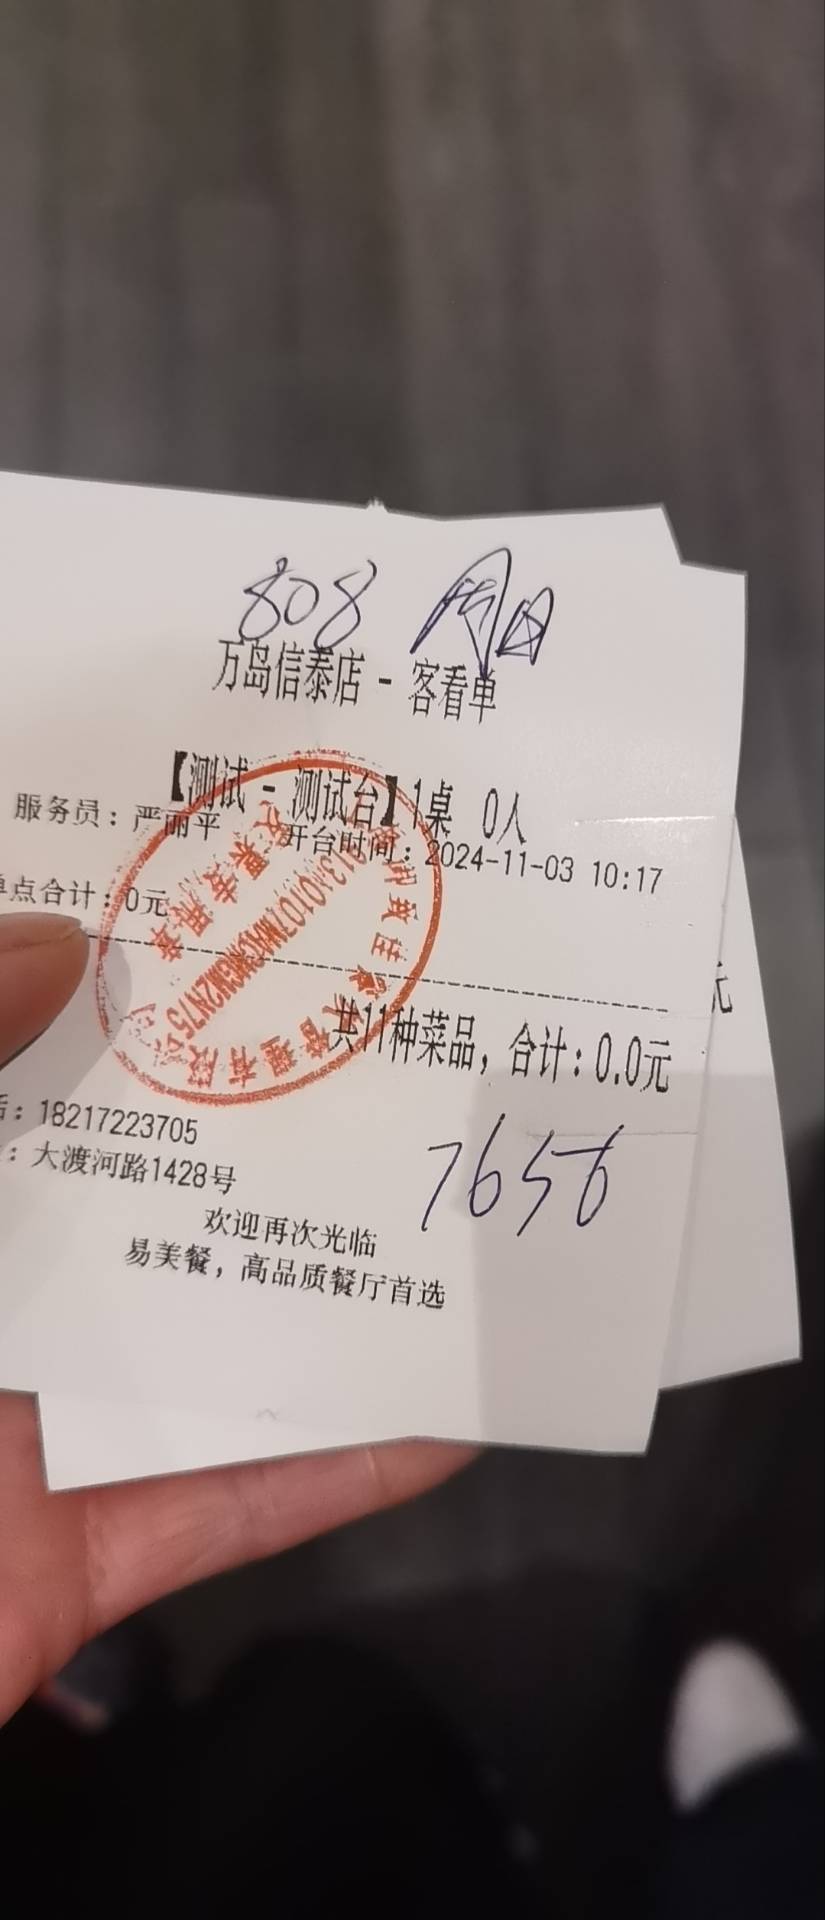 808 周
万岛信泰店 - 客看单
【测试 - 测试台】1桌 0人
服务员：严丽平 开台时间：2024-11-03 10:17
单点合计：0元
元
共11种菜品，合计：0.0元
：18217223705
：大渡河路1428号
7656
欢迎再次光临
易美餐，高品质餐厅首选